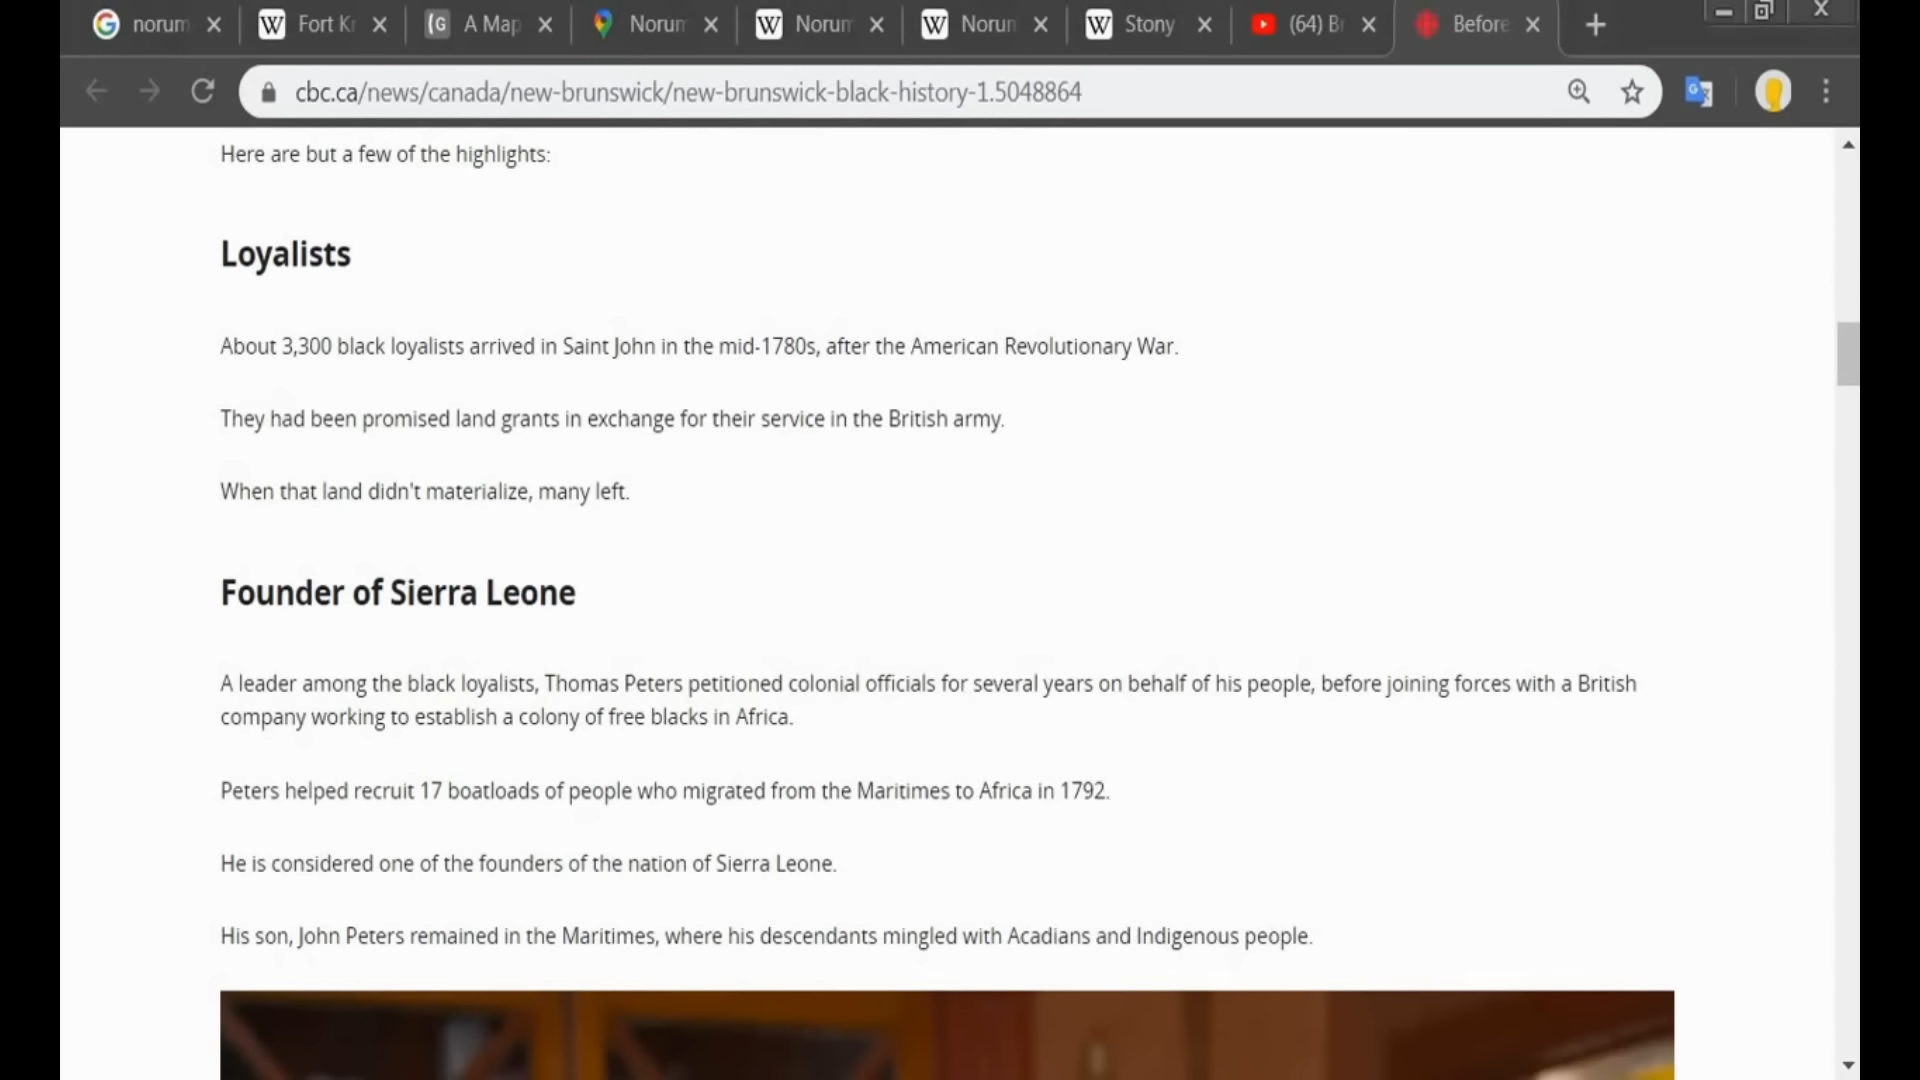 norum
Fort Kr
A Map
Norum
Norum
Norun
Stony
(64) Br
Before
cbc.ca/news/canada/new-brunswick/new-brunswick-black-history-1.5048864
Here are but a few of the highlights:
Loyalists
About 3,300 black loyalists arrived in Saint John in the mid-1780s, after the American Revolutionary War.
They had been promised land grants in exchange for their service in the British army.
When that land didn't materialize, many left.
Founder of Sierra Leone
A leader among the black loyalists, Thomas Peters petitioned colonial officials for several years on behalf of his people, before joining forces with a British
company working to establish a colony of free blacks in Africa.
Peters helped recruit 17 boatloads of people who migrated from the Maritimes to Africa in 1792.
He is considered one of the founders of the nation of Sierra Leone.
His son, John Peters remained in the Maritimes, where his descendants mingled with Acadians and Indigenous people.